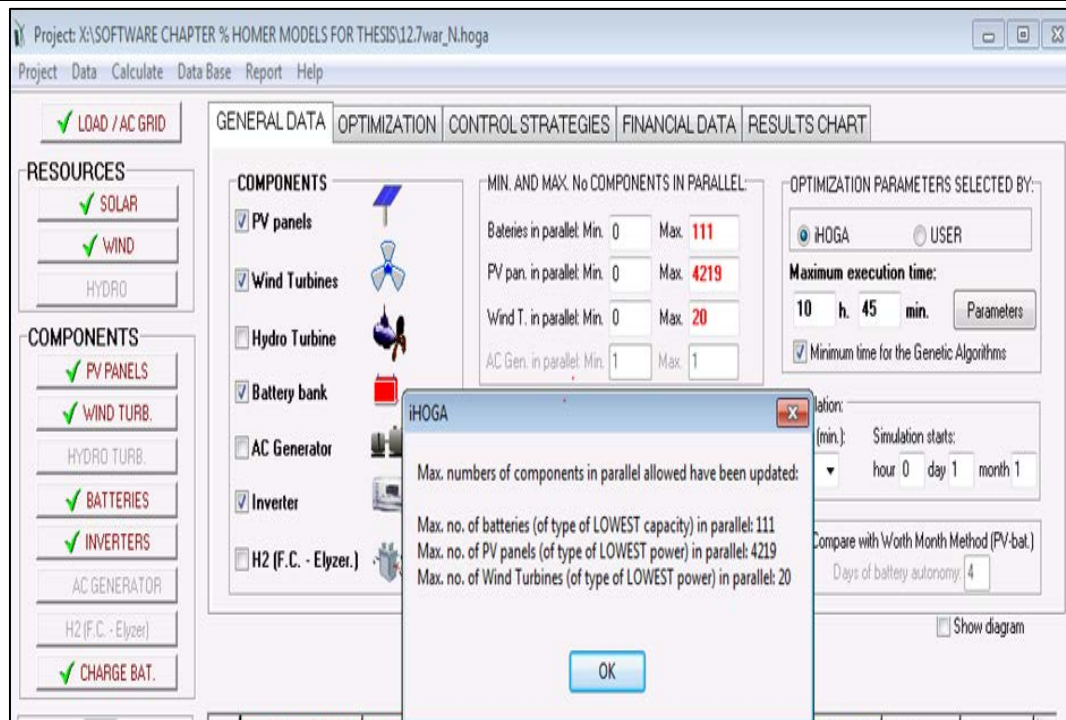 Project: X:\SOFTWARE CHAPTER % HOMER MODELS FOR THESIS\12.7war_N.hoga
Project Data Calculate Data Base Report Help
LOAD / AC GRID
RESOURCES
SOLAR
WIND
HYDRO
COMPONENTS
PV PANELS
WIND TURB.
HYDRO TURB.
BATTERIES
INVERTERS
AC GENERATOR
H2 (F.C. - Elyzer)
CHARGE BAT.
GENERAL DATA OPTIMIZATION CONTROL STRATEGIES FINANCIAL DATA RESULTS CHART
COMPONENTS
PV panels
Wind Turbines
Hydro Turbine
Battery bank
AC Generator
Inverter
H2 (F.C. - Elyzer.)
MIN. AND MAX. No COMPONENTS IN PARALLEL:
Bateries in parallel: Min. 0 Max. 111
PV pan. in parallel: Min. 0 Max. 4219
Wind T. in parallel: Min. 0 Max. 20
AC Gen. in parallel: Min. 1 Max. 1
OPTIMIZATION PARAMETERS SELECTED BY:
iHOGA USER
Maximum execution time:
10 h. 45 min. Parameters
Minimum time for the Genetic Algorithms
lation:
(min.): Simulation starts:
hour 0 day 1 month 1
Compare with Worth Month Method (PV-bat.)
Days of battery autonomy: 4
Show diagram
iHOGA
Max. numbers of components in parallel allowed have been updated:
Max. no. of batteries (of type of LOWEST capacity) in parallel: 111
Max. no. of PV panels (of type of LOWEST power) in parallel: 4219
Max. no. of Wind Turbines (of type of LOWEST power) in parallel: 20
OK